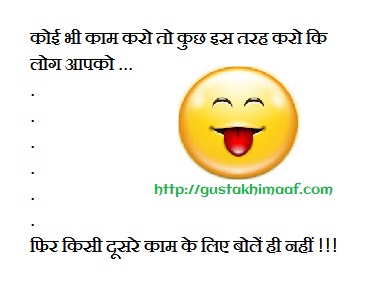 कोई भी काम करो तो कुछ इस तरह करो कि
लोग आपको ...
.
.
.
.
.
.
http://gustakhimaaf.com
फिर किसी दूसरे काम के लिए बोलें ही नहीं !!!